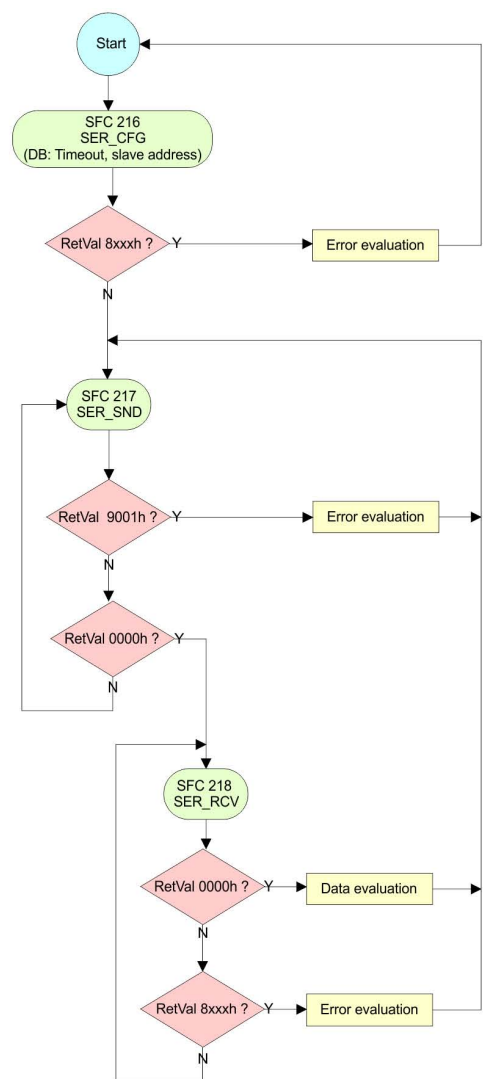 Start
SFC 216
SER_CFG
(DB: Timeout, slave address)
RetVal 8xxxh ?
Y
Error evaluation
N
SFC 217
SER_SND
RetVal 9001h ?
Y
Error evaluation
N
RetVal 0000h ?
Y
N
SFC 218
SER_RCV
RetVal 0000h ?
Y
Data evaluation
N
RetVal 8xxxh ?
Y
Error evaluation
N